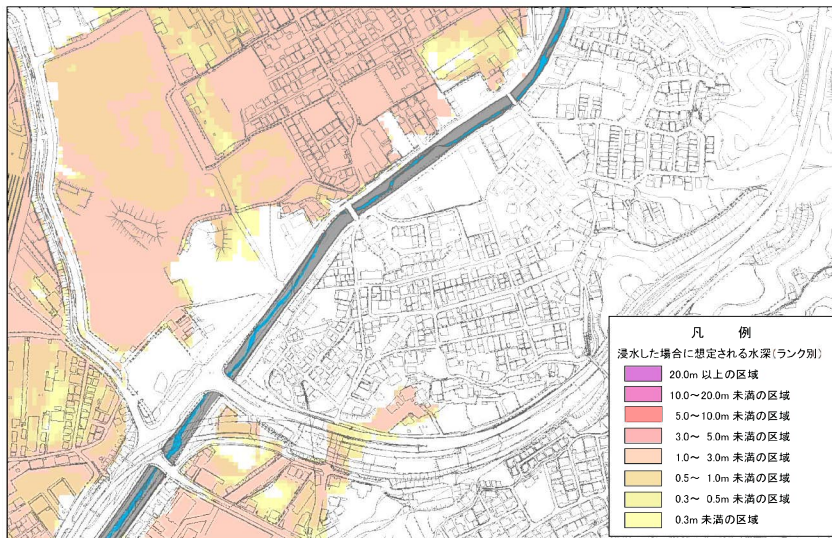 凡 例
浸水した場合に想定される水深(ランク別)
20.0m 以上の区域
10.0～20.0m 未満の区域
5.0～10.0m 未満の区域
3.0～ 5.0m 未満の区域
1.0～ 3.0m 未満の区域
0.5～ 1.0m 未満の区域
0.3～ 0.5m 未満の区域
0.3m 未満の区域